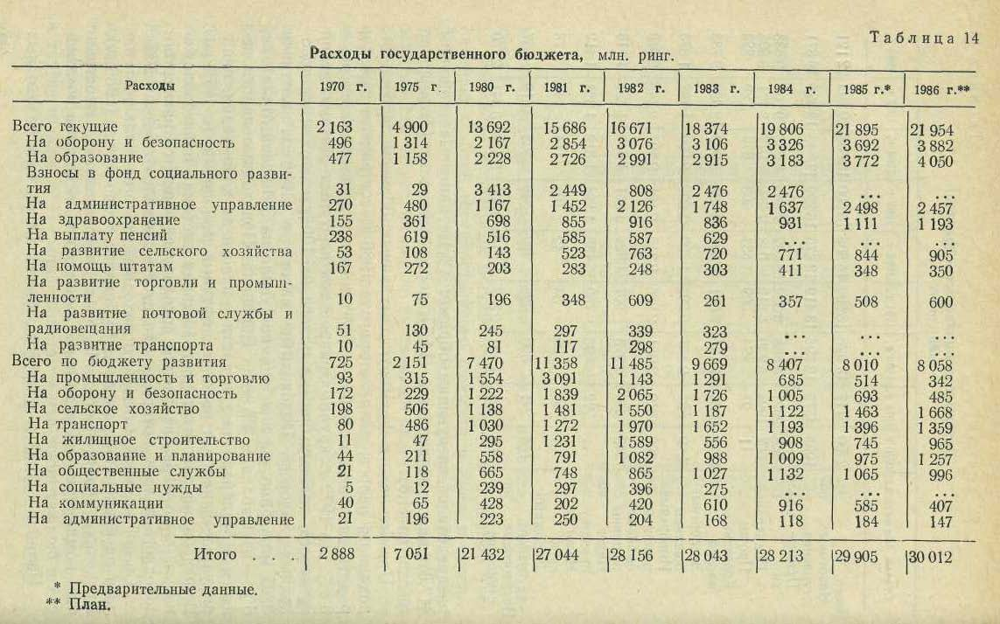 Таблица 14
Расходы государственного бюджета, млн. ринг.
Расходы 1970 г. 1975 г. 1980 г. 1981 г. 1982 г. 1983 г. 1984 г. 1985 г.* 1986 г.**
Всего текущие 2 163 4 900 13 692 15 686 16 671 18 374 19 806 21 895 21 954
На оборону и безопасность 496 1 314 2 167 2 854 3 076 3 106 3 326 3 692 3 882
На образование 477 1 158 2 228 2 726 2 991 2 915 3 183 3 772 4 050
Взносы в фонд социального разви-
тия 31 29 3 413 2 449 808 2 476 2 476 ... ...
На административное управление 270 480 1 167 1 452 2 126 1 748 1 637 2 498 2 457
На здравоохранение 155 361 698 855 916 836 931 1 111 1 193
На выплату пенсий 238 619 516 585 587 629 ... ... ...
На развитие сельского хозяйства 53 108 143 523 763 720 771 844 905
На помощь штатам 167 272 203 283 248 303 411 348 350
На развитие торговли и промыш-
ленности 10 75 196 348 609 261 357 508 600
На развитие почтовой службы и
радиовещания 51 130 245 297 339 323 ... ... ...
На развитие транспорта 10 45 81 117 298 279 ... ... ...
Всего по бюджету развития 725 2 151 7 470 11 358 11 485 9 669 8 407 8 010 8 058
На промышленность и торговлю 93 315 1 554 3 091 1 143 1 291 685 514 342
На оборону и безопасность 172 229 1 222 1 839 2 065 1 726 1 005 693 485
На сельское хозяйство 198 506 1 138 1 481 1 550 1 187 1 122 1 463 1 668
На транспорт 80 486 1 030 1 272 1 970 1 652 1 193 1 396 1 359
На жилищное строительство 11 47 295 1 231 1 589 556 908 745 965
На образование и планирование 44 211 558 791 1 082 988 1 009 975 1 257
На общественные службы 21 118 665 748 865 1 027 1 132 1 065 996
На социальные нужды 5 12 239 297 396 275 ... ... ...
На коммуникации 40 65 428 202 420 610 916 585 407
На административное управление 21 196 223 250 204 168 118 184 147
Итого . . . 2 888 7 051 21 432 27 044 28 156 28 043 28 213 29 905 30 012
* Предварительные данные.
** План.